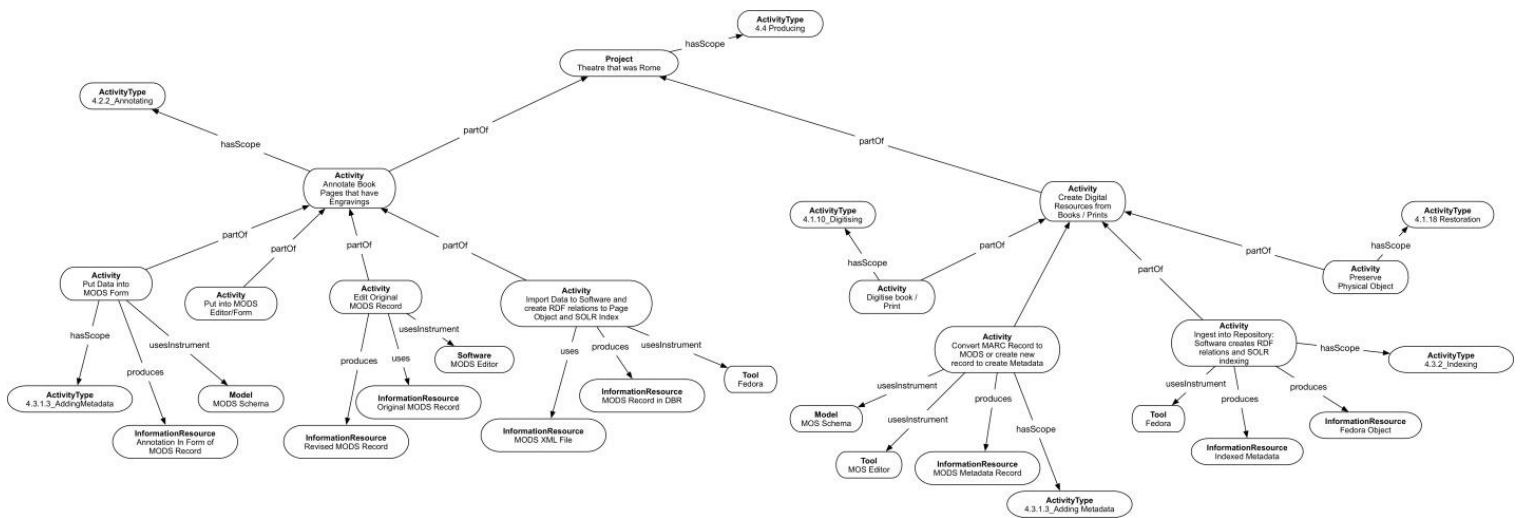 ActivityType
4.4 Producing
hasScope
Project
Theatre that was Rome
ActivityType
4.2.2_Annotating
partOf
partOf
hasScope
Activity
Annotate Book
Pages that have
Engravings
Activity
Create Digital
Resources from
Books / Prints
ActivityType
4.1.10_Digitising
ActivityType
4.1.18 Restoration
partOf
partOf
partOf
partOf
partOf
partOf
partOf
hasScope
hasScope
partOf
Activity
Put Data into
MODS Form
Activity
Put into MODS
Editor/Form
Activity
Edit Original
MODS Record
Activity
Import Data to Software and
create RDF relations to Page
Object and SOLR Index
Activity
Digitise book /
Print
Activity
Preserve
Physical Object
hasScope
usesInstrument
produces
usesInstrument
produces
uses
Software
MODS Editor
uses
produces
usesInstrument
Activity
Convert MARC Record to
MODS or create new
record to create Metadata
Activity
Ingest into Repository:
Software creates RDF
relations and SOLR
indexing
hasScope
ActivityType
4.3.2_Indexing
ActivityType
4.3.1.3_AddingMetadata
Model
MODS Schema
InformationResource
Original MODS Record
InformationResource
MODS Record in DBR
Tool
Fedora
usesInstrument
usesInstrument
produces
hasScope
usesInstrument
produces
produces
InformationResource
Annotation In Form of
MODS Record
InformationResource
Revised MODS Record
InformationResource
MODS XML File
Model
MOS Schema
Tool
MOS Editor
InformationResource
MODS Metadata Record
ActivityType
4.3.1.3_Adding Metadata
Tool
Fedora
InformationResource
Indexed Metadata
InformationResource
Fedora Object